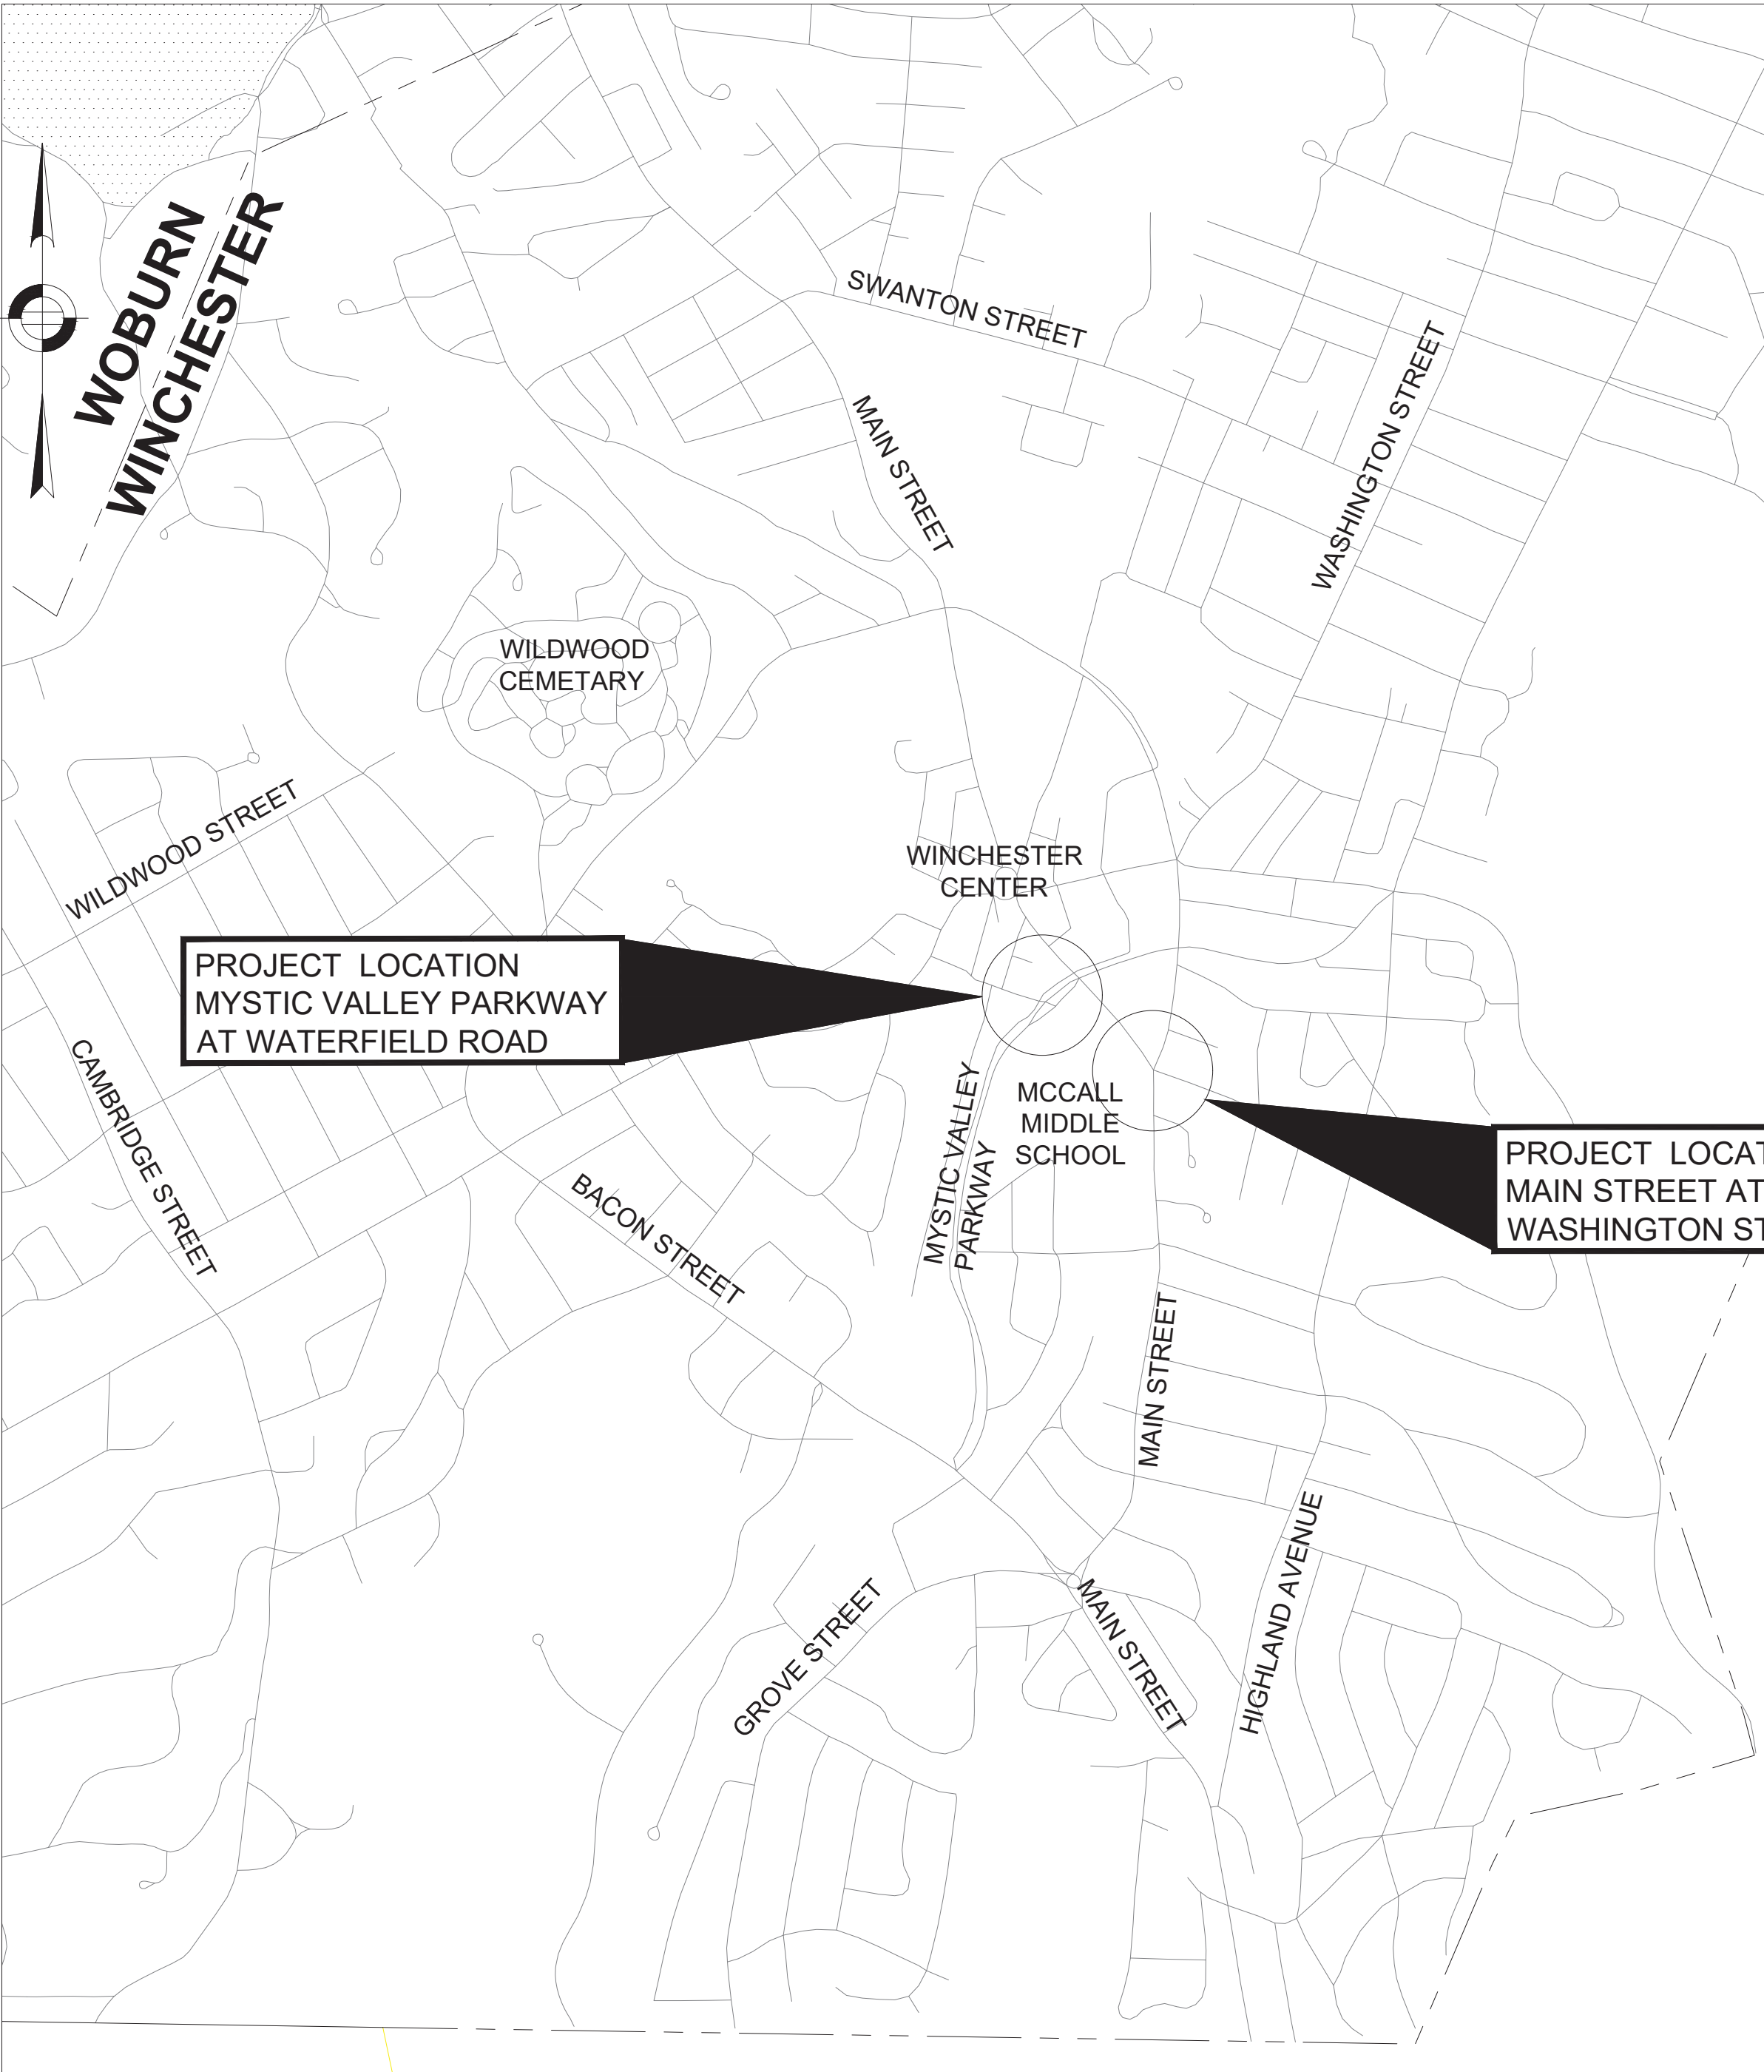 WOBURN
WINCHESTER
SWANTON STREET
MAIN STREET
WASHINGTON STREET
WILDWOOD
CEMETARY
WILDWOOD STREET
WINCHESTER
CENTER
PROJECT LOCATION
MYSTIC VALLEY PARKWAY
AT WATERFIELD ROAD
CAMBRIDGE STREET
MYSTIC VALLEY
PARKWAY
MCCALL
MIDDLE
SCHOOL
PROJECT LOCAT
MAIN STREET AT
WASHINGTON ST
BACON STREET
MAIN STREET
HIGHLAND AVENUE
GROVE STREET
MAIN STREET